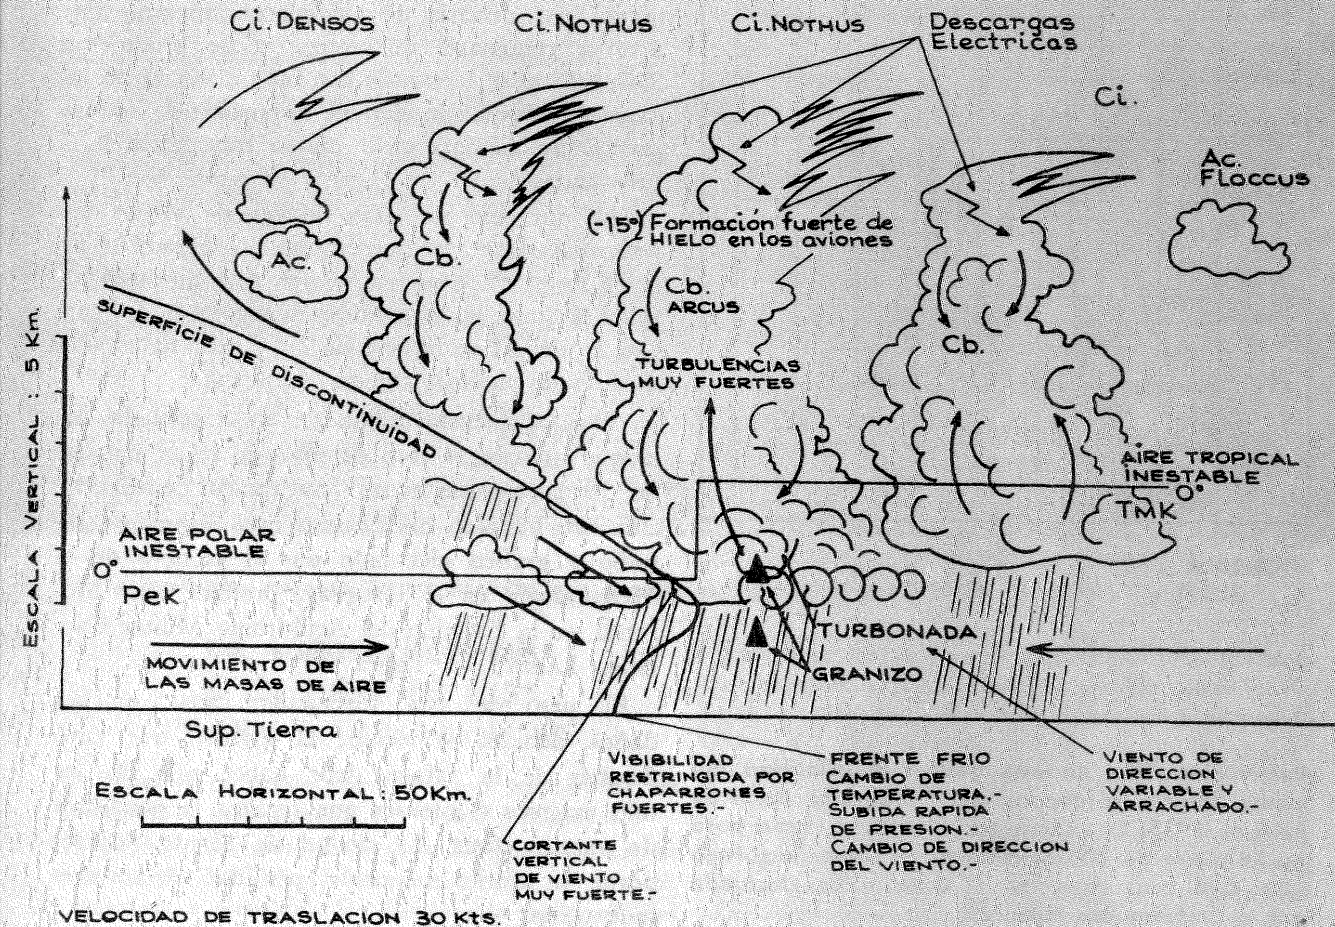 Ci. DENSOS
Ci. NOTHUS
Ci. NOTHUS
Descargas
Electricas
Ci.
Ac.
FLOCCUS
(-15°) Formación fuerte de
HIELO en los aviones
Ac.
Cb.
Cb.
ARCUS
Cb.
SUPERFICIE DE DISCONTINUIDAD
TURBULENCIAS
MUY FUERTES
ESCALA VERTICAL : 5 Km.
AIRE TROPICAL
INESTABLE
0°
TMK
AIRE POLAR
INESTABLE
0°
PeK
TURBONADA
GRANIZO
MOVIMIENTO DE
LAS MASAS DE AIRE
Sup. Tierra
ESCALA HORIZONTAL : 50Km.
VISIBILIDAD
RESTRINGIDA POR
CHAPARRONES
FUERTES.-
FRENTE FRIO
CAMBIO DE
TEMPERATURA.-
SUBIDA RAPIDA
DE PRESION.-
CAMBIO DE DIRECCION
DEL VIENTO.-
VIENTO DE
DIRECCION
VARIABLE Y
ARRACHADO.-
CORTANTE
VERTICAL
DE VIENTO
MUY FUERTE.-
VELOCIDAD DE TRASLACION 30 Kts.